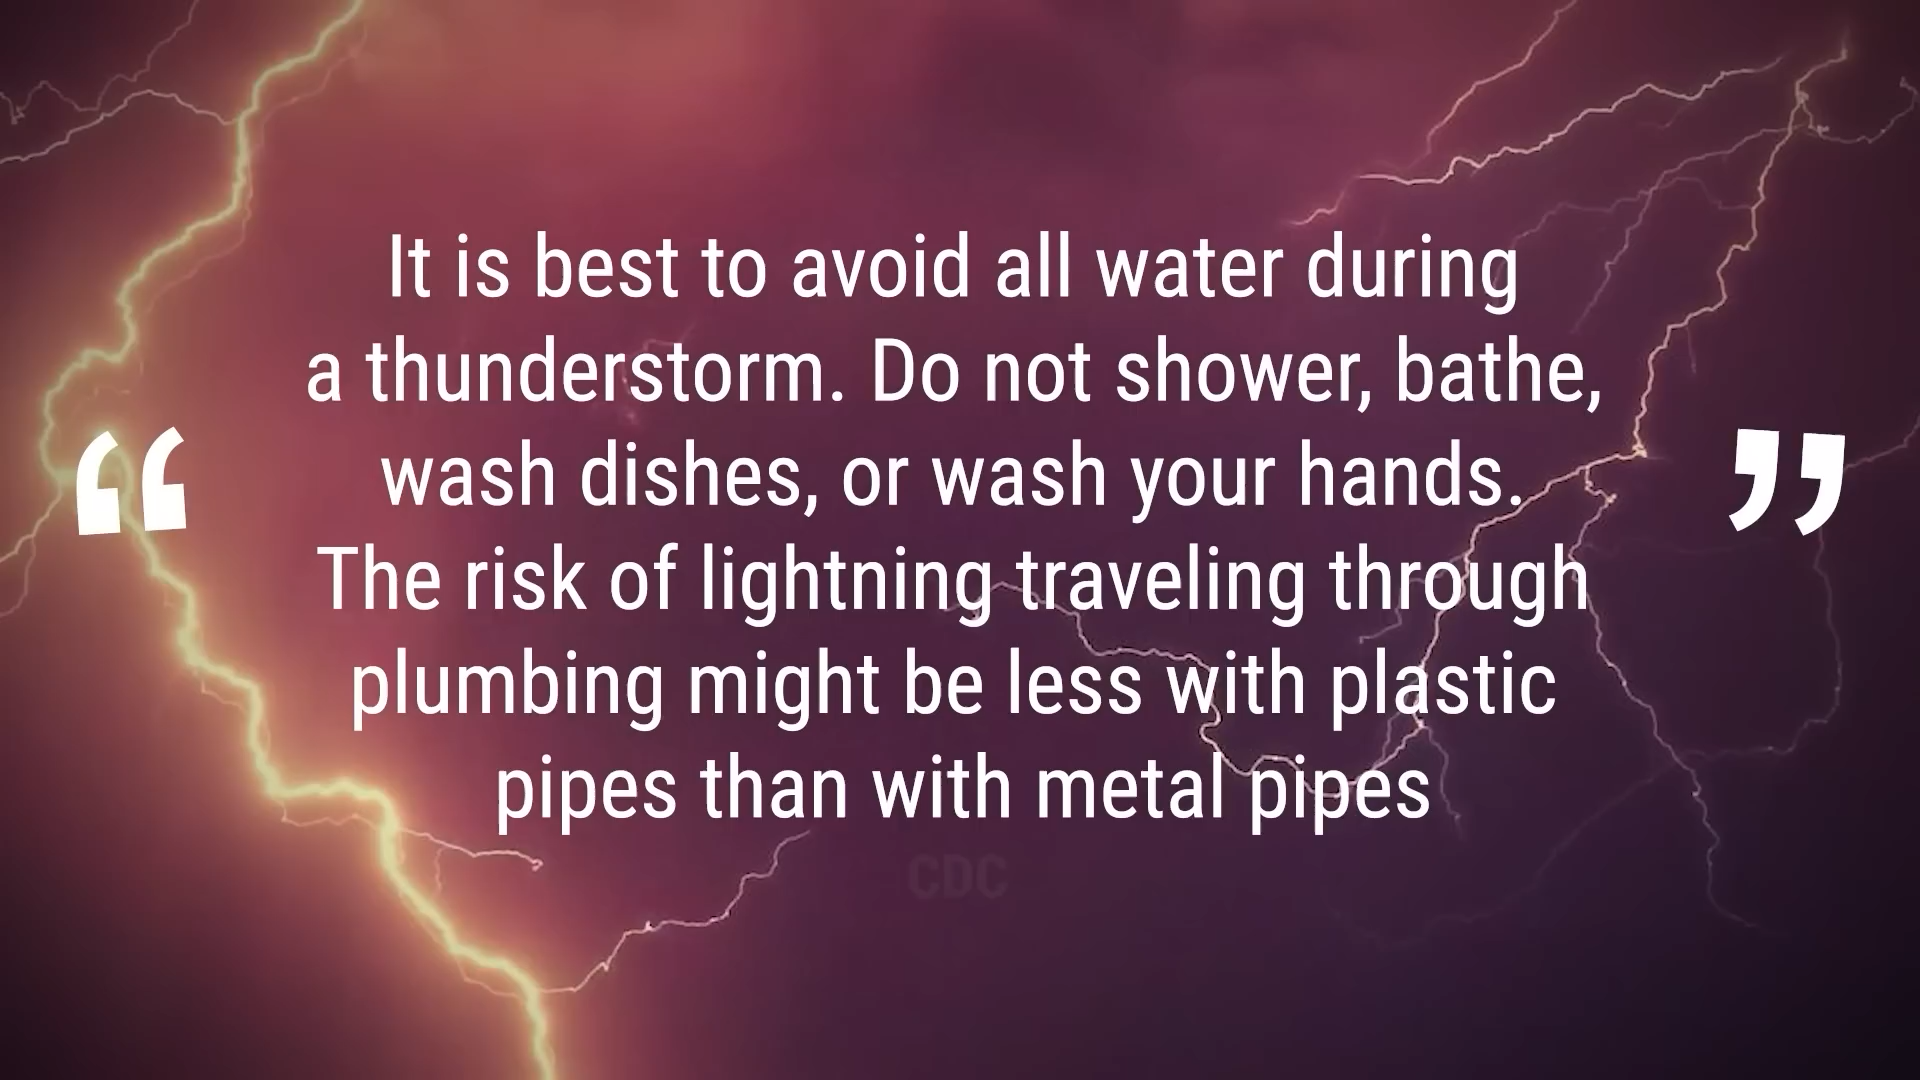 It is best to avoid all water during
a thunderstorm. Do not shower, bathe,
“ wash dishes, or wash your hands. ”
The risk of lightning traveling through
plumbing might be less with plastic
pipes than with metal pipes
CDC